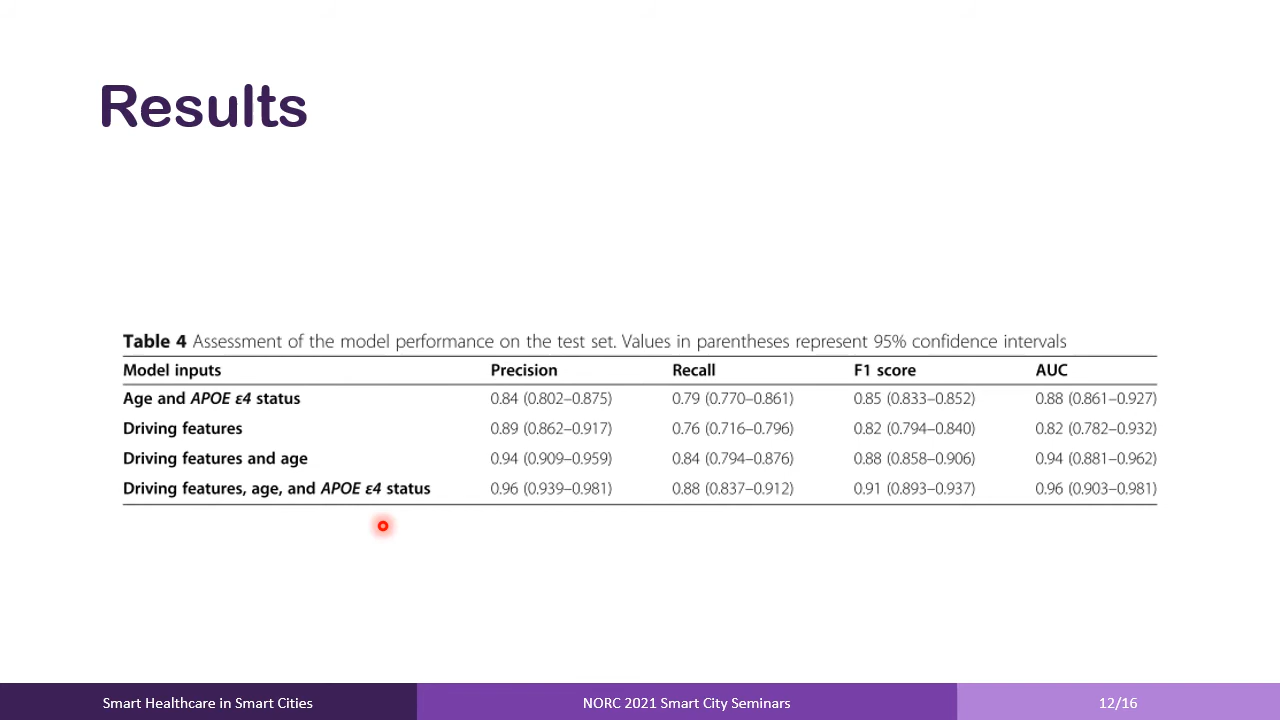 Results
Table 4 Assessment of the model performance on the test set. Values in parentheses represent 95% confidence intervals
Model inputs Precision Recall F1 score AUC
Age and APOE ε4 status 0.84 (0.802–0.875) 0.79 (0.770–0.861) 0.85 (0.833–0.852) 0.88 (0.861–0.927)
Driving features 0.89 (0.862–0.917) 0.76 (0.716–0.796) 0.82 (0.794–0.840) 0.82 (0.782–0.932)
Driving features and age 0.94 (0.909–0.959) 0.84 (0.794–0.876) 0.88 (0.858–0.906) 0.94 (0.881–0.962)
Driving features, age, and APOE ε4 status 0.96 (0.939–0.981) 0.88 (0.837–0.912) 0.91 (0.893–0.937) 0.96 (0.903–0.981)
Smart Healthcare in Smart Cities NORC 2021 Smart City Seminars 12/16